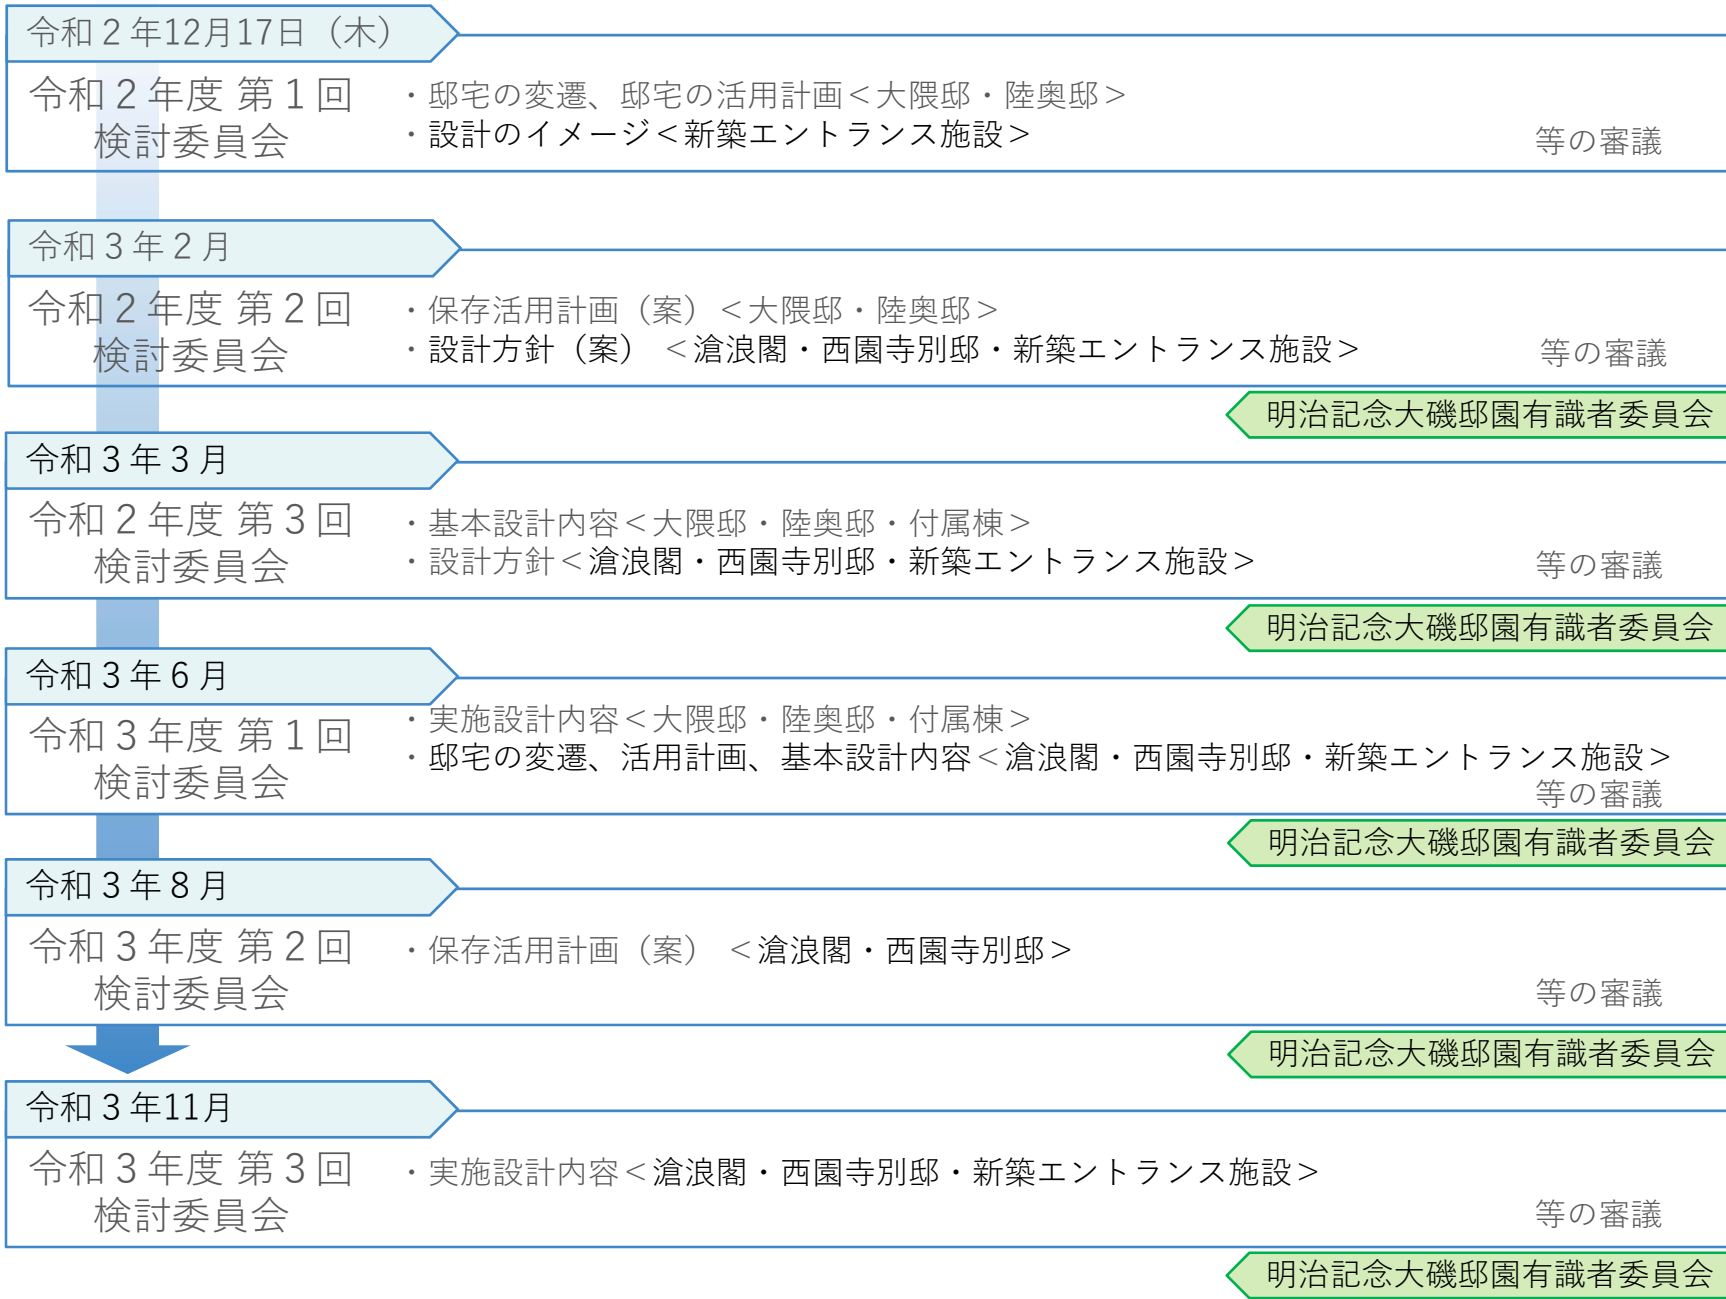 令和２年12月17日（木）
令和２年度 第１回
検討委員会
・邸宅の変遷、邸宅の活用計画＜大隈邸・陸奥邸＞
・設計のイメージ＜新築エントランス施設＞
等の審議
令和３年２月
令和２年度 第２回
検討委員会
・保存活用計画（案）＜大隈邸・陸奥邸＞
・設計方針（案）＜滄浪閣・西園寺別邸・新築エントランス施設＞
等の審議
明治記念大磯邸園有識者委員会
令和３年３月
令和２年度 第３回
検討委員会
・基本設計内容＜大隈邸・陸奥邸・付属棟＞
・設計方針＜滄浪閣・西園寺別邸・新築エントランス施設＞
等の審議
明治記念大磯邸園有識者委員会
令和３年６月
令和３年度 第１回
検討委員会
・実施設計内容＜大隈邸・陸奥邸・付属棟＞
・邸宅の変遷、活用計画、基本設計内容＜滄浪閣・西園寺別邸・新築エントランス施設＞
等の審議
明治記念大磯邸園有識者委員会
令和３年８月
令和３年度 第２回
検討委員会
・保存活用計画（案）＜滄浪閣・西園寺別邸＞
等の審議
明治記念大磯邸園有識者委員会
令和３年11月
令和３年度 第３回
検討委員会
・実施設計内容＜滄浪閣・西園寺別邸・新築エントランス施設＞
等の審議
明治記念大磯邸園有識者委員会